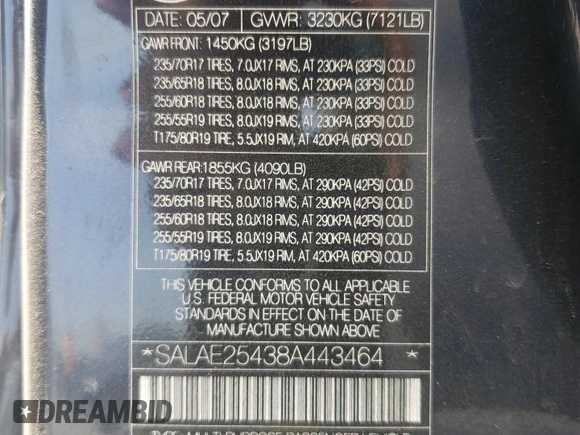 DATE: 05/07 GVWR: 3230KG (7121LB)
GAWR FRONT: 1450KG (3197LB)
235/70R17 TIRES, 7.0JX17 RIMS, AT 230KPA (33PSI) COLD
235/65R18 TIRES, 8.0JX18 RIMS, AT 230KPA (33PSI) COLD
255/60R18 TIRES, 8.0JX18 RIMS, AT 230KPA (33PSI) COLD
255/55R19 TIRES, 8.0JX19 RIMS, AT 230KPA (33PSI) COLD
T175/80R19 TIRE, 5.5JX19 RIM, AT 420KPA (60PSI) COLD
GAWR REAR: 1855KG (4090LB)
235/70R17 TIRES, 7.0JX17 RIMS, AT 290KPA (42PSI) COLD
235/65R18 TIRES, 8.0JX18 RIMS, AT 290KPA (42PSI) COLD
255/60R18 TIRES, 8.0JX18 RIMS, AT 290KPA (42PSI) COLD
255/55R19 TIRES, 8.0JX19 RIMS, AT 290KPA (42PSI) COLD
T175/80R19 TIRE, 5.5JX19 RIM, AT 420KPA (60PSI) COLD
THIS VEHICLE CONFORMS TO ALL APPLICABLE
U.S. FEDERAL MOTOR VEHICLE SAFETY
STANDARDS IN EFFECT ON THE DATE OF
MANUFACTURE SHOWN ABOVE.
*SALAE25438A443464 *
DREAMBID
TYPE: MULTI-PURPOSE PASSENGER VEHICLE